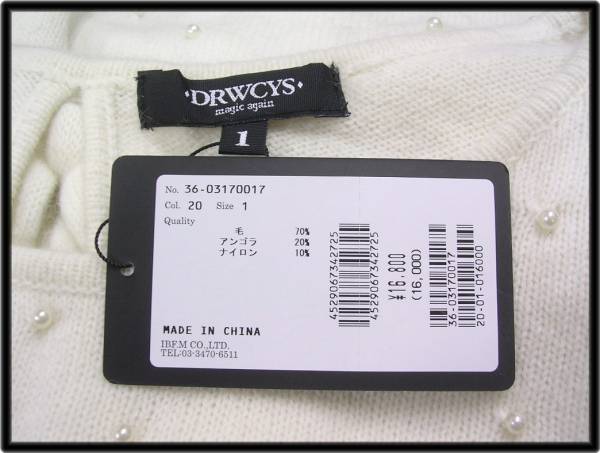 ·DRWCYS·
magic again
1
No. 36-03170017
Col. 20 Size 1
Quality
毛 70%
アンゴラ 20%
ナイロン 10%
MADE IN CHINA
IBF.M CO.,LTD.
TEL:03-3470-6511
4529067342725
4529067342725
¥16,800
(16,000)
36-03170017
20-01-016000